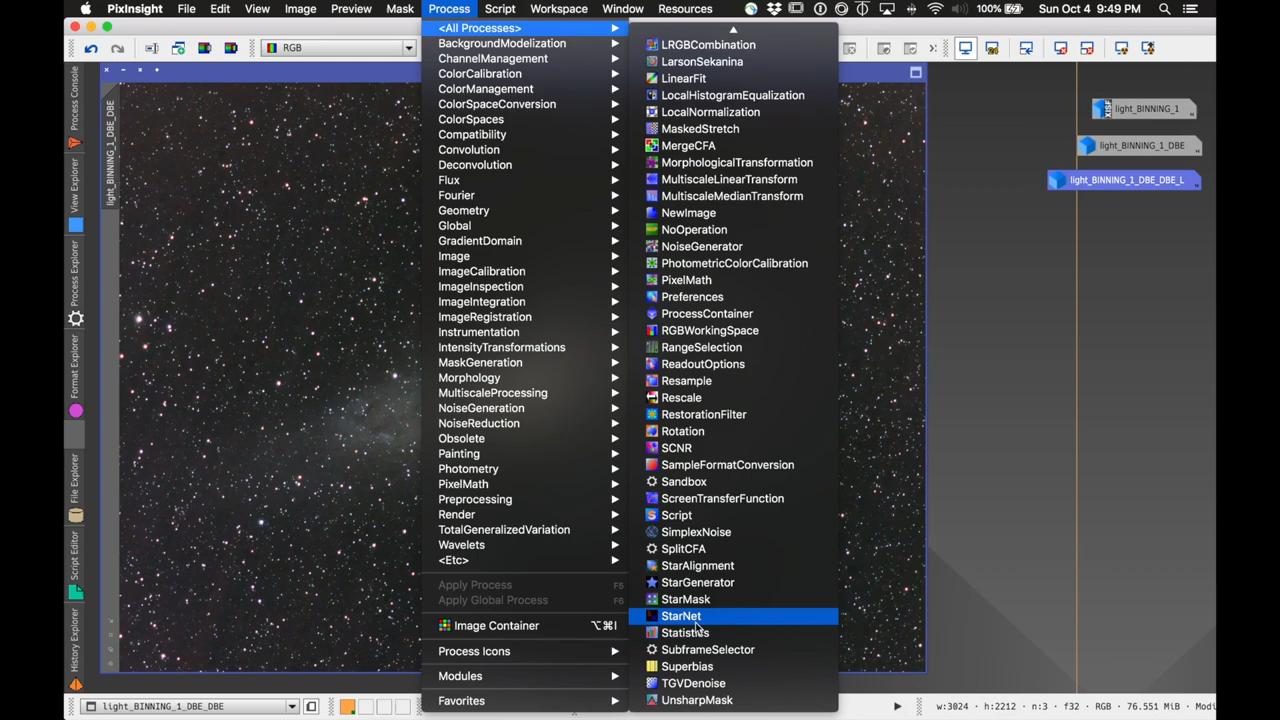 PixInsight File Edit View Image Preview Mask Process Script Workspace Window Resources 100% Sun Oct 4 9:49 PM
RGB
Process Console
View Explorer
Process Explorer
Format Explorer
File Explorer
Script Editor
History Explorer
light_BINNING_1_DBE_DBE
<All Processes>
BackgroundModelization
ChannelManagement
ColorCalibration
ColorManagement
ColorSpaceConversion
ColorSpaces
Compatibility
Convolution
Deconvolution
Flux
Fourier
Geometry
Global
GradientDomain
Image
ImageCalibration
ImageInspection
ImageIntegration
ImageRegistration
Instrumentation
IntensityTransformations
MaskGeneration
Morphology
MultiscaleProcessing
NoiseGeneration
NoiseReduction
Obsolete
Painting
Photometry
PixelMath
Preprocessing
Render
TotalGeneralizedVariation
Wavelets
<Etc>
Apply Process F5
Apply Global Process F6
Image Container ⌥⌘I
Process Icons
Modules
Favorites
LRGBCombination
LarsonSekanina
LinearFit
LocalHistogramEqualization
LocalNormalization
MaskedStretch
MergeCFA
MorphologicalTransformation
MultiscaleLinearTransform
MultiscaleMedianTransform
NewImage
NoOperation
NoiseGenerator
PhotometricColorCalibration
PixelMath
Preferences
ProcessContainer
RGBWorkingSpace
RangeSelection
ReadoutOptions
Resample
Rescale
RestorationFilter
Rotation
SCNR
SampleFormatConversion
Sandbox
ScreenTransferFunction
Script
SimplexNoise
SplitCFA
StarAlignment
StarGenerator
StarMask
StarNet
Statistics
SubframeSelector
Superbias
TGVDenoise
UnsharpMask
light_BINNING_1
light_BINNING_1_DBE
light_BINNING_1_DBE_DBE_L
light_BINNING_1_DBE_DBE
w:3024 | h:2212 | n:3 | f32 | RGB | 76.551 MiB | Modi